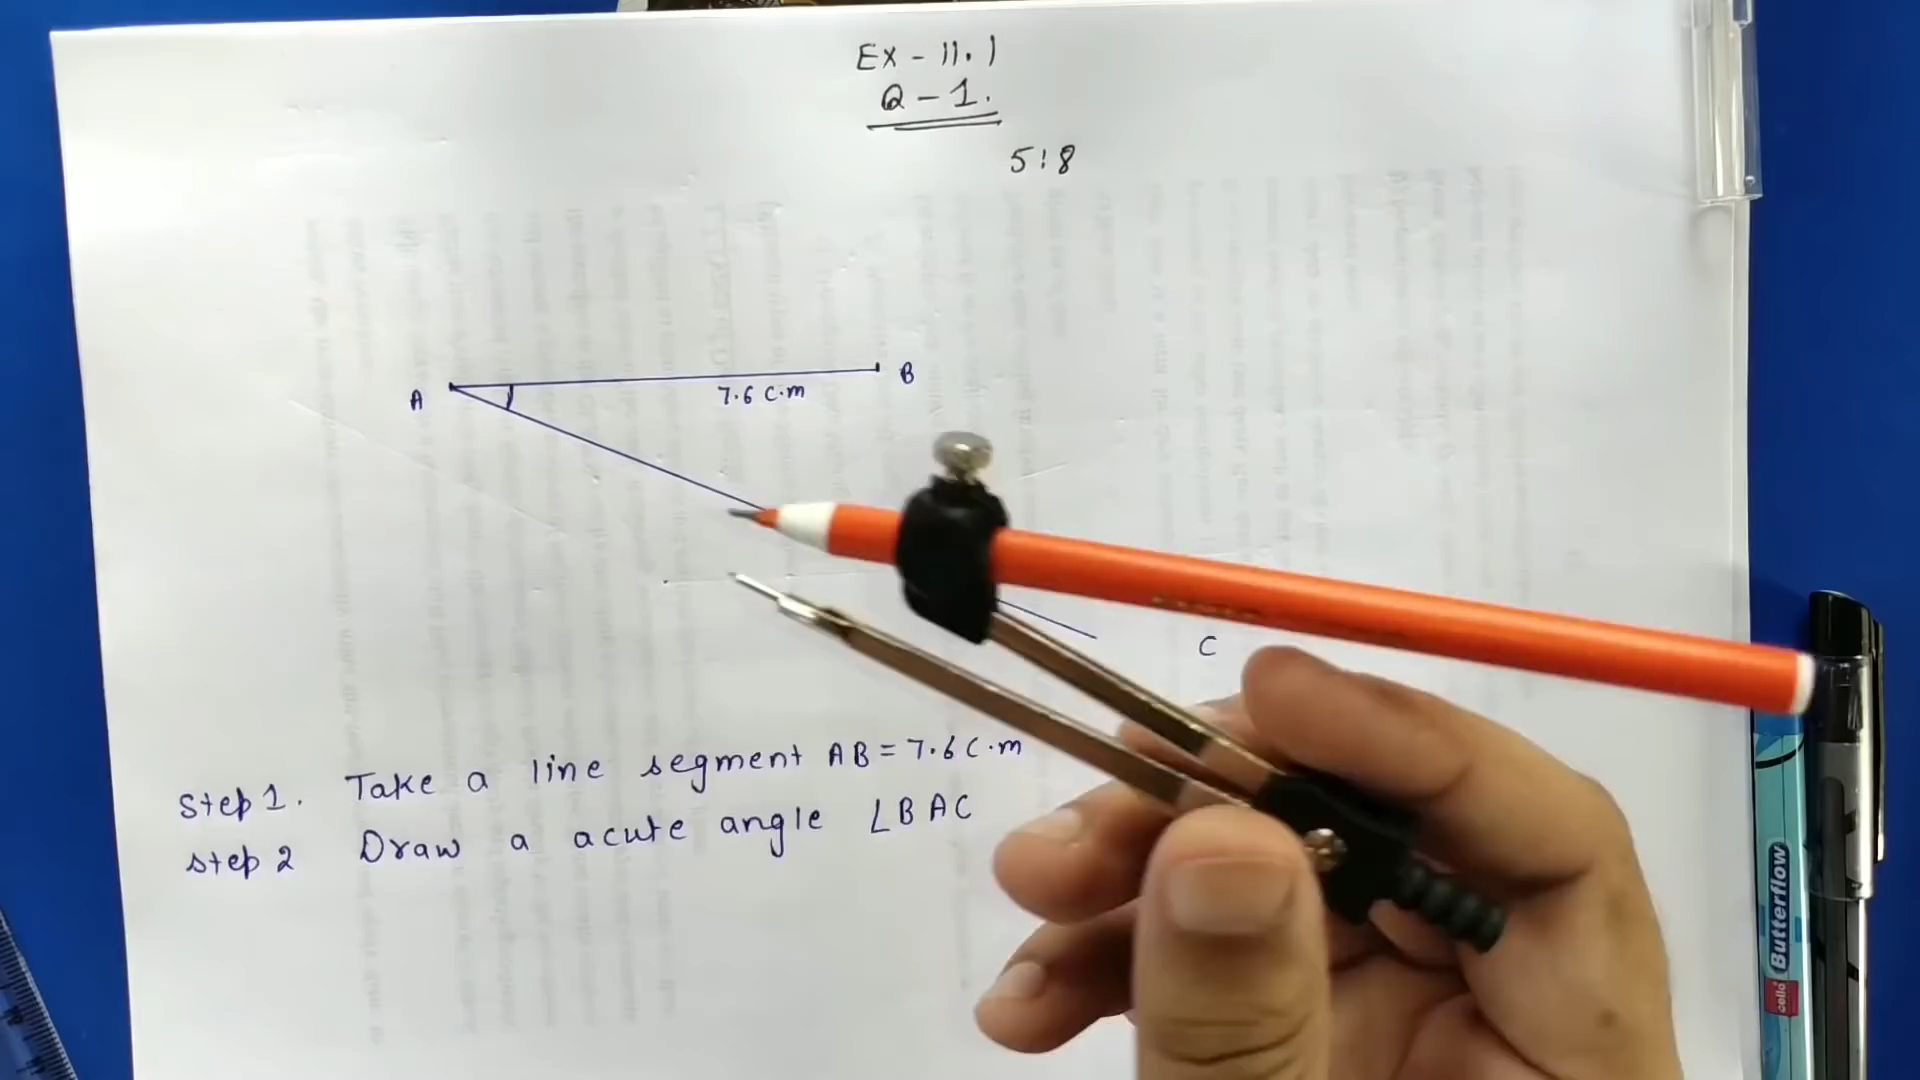 Ex - 11.1
Q - 1.
5:8
A
B
7.6 c.m
C
Step 1. Take a line segment AB = 7.6 C.m
Step 2 Draw a acute angle ∠BAC
cello Butterflow